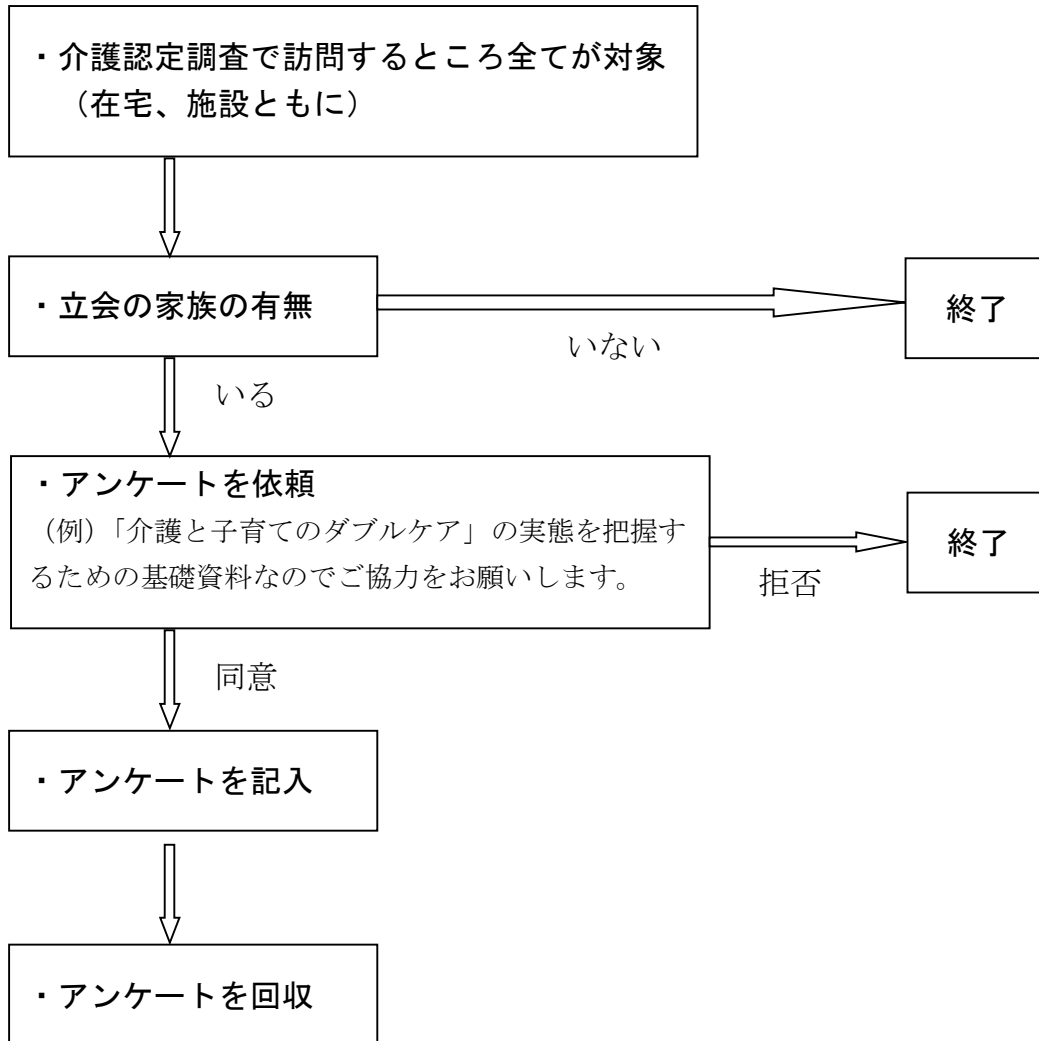 ・介護認定調査で訪問するところ全てが対象
（在宅、施設ともに）
・立会の家族の有無
いない
終了
いる
・アンケートを依頼
（例）「介護と子育てのダブルケア」の実態を把握す
るための基礎資料なのでご協力をお願いします。
拒否
終了
同意
・アンケートを記入
・アンケートを回収